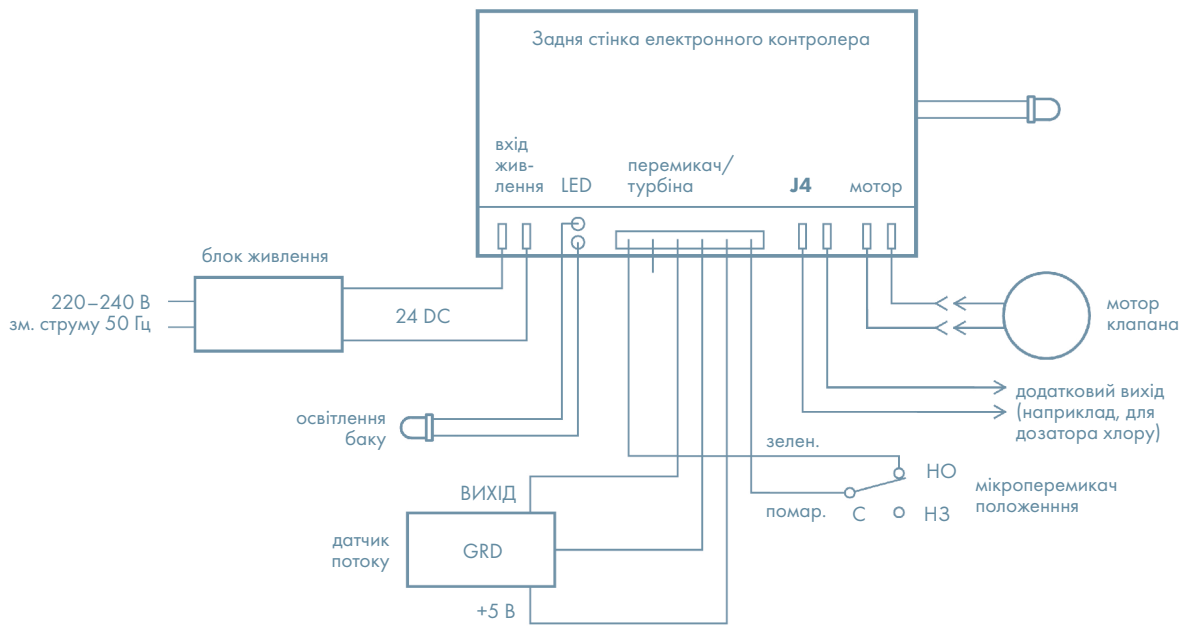 Задня стінка електронного контролера
вхід
жив-
лення
LED
перемикач/
турбіна
J4
мотор
блок живлення
220–240 В
зм. струму 50 Гц
24 DC
мотор
клапана
додатковий вихід
(наприклад, для
дозатора хлору)
освітлення
баку
зелен.
НО
мікроперемикач
положенння
помар.
С
НЗ
ВИХІД
датчик
потоку
GRD
+5 В